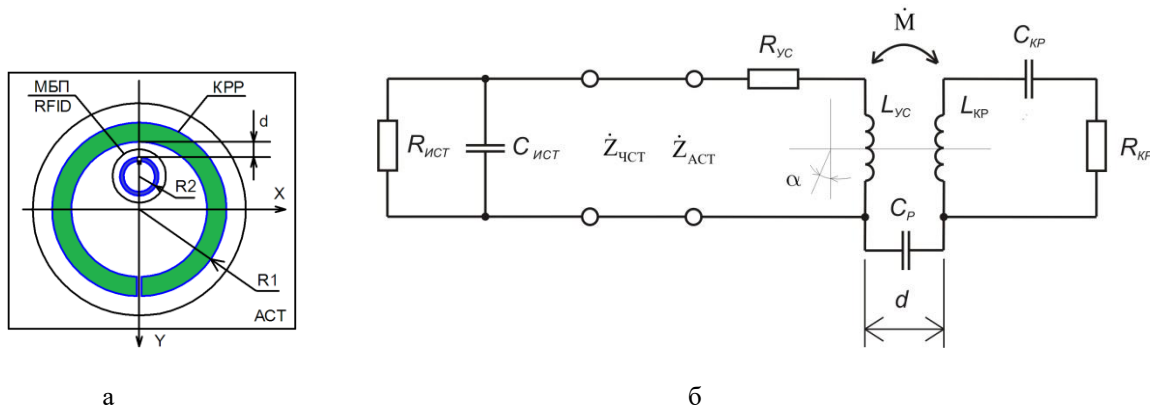 МБП
RFID
КРР
d
R2
X
R1
АСТ
Y
а
Ṁ
R_УС
C_КР
L_УС
L_КР
R_ИСТ
C_ИСТ
Ż_ЧСТ
Ż_АСТ
R_КР
α
C_Р
d
б